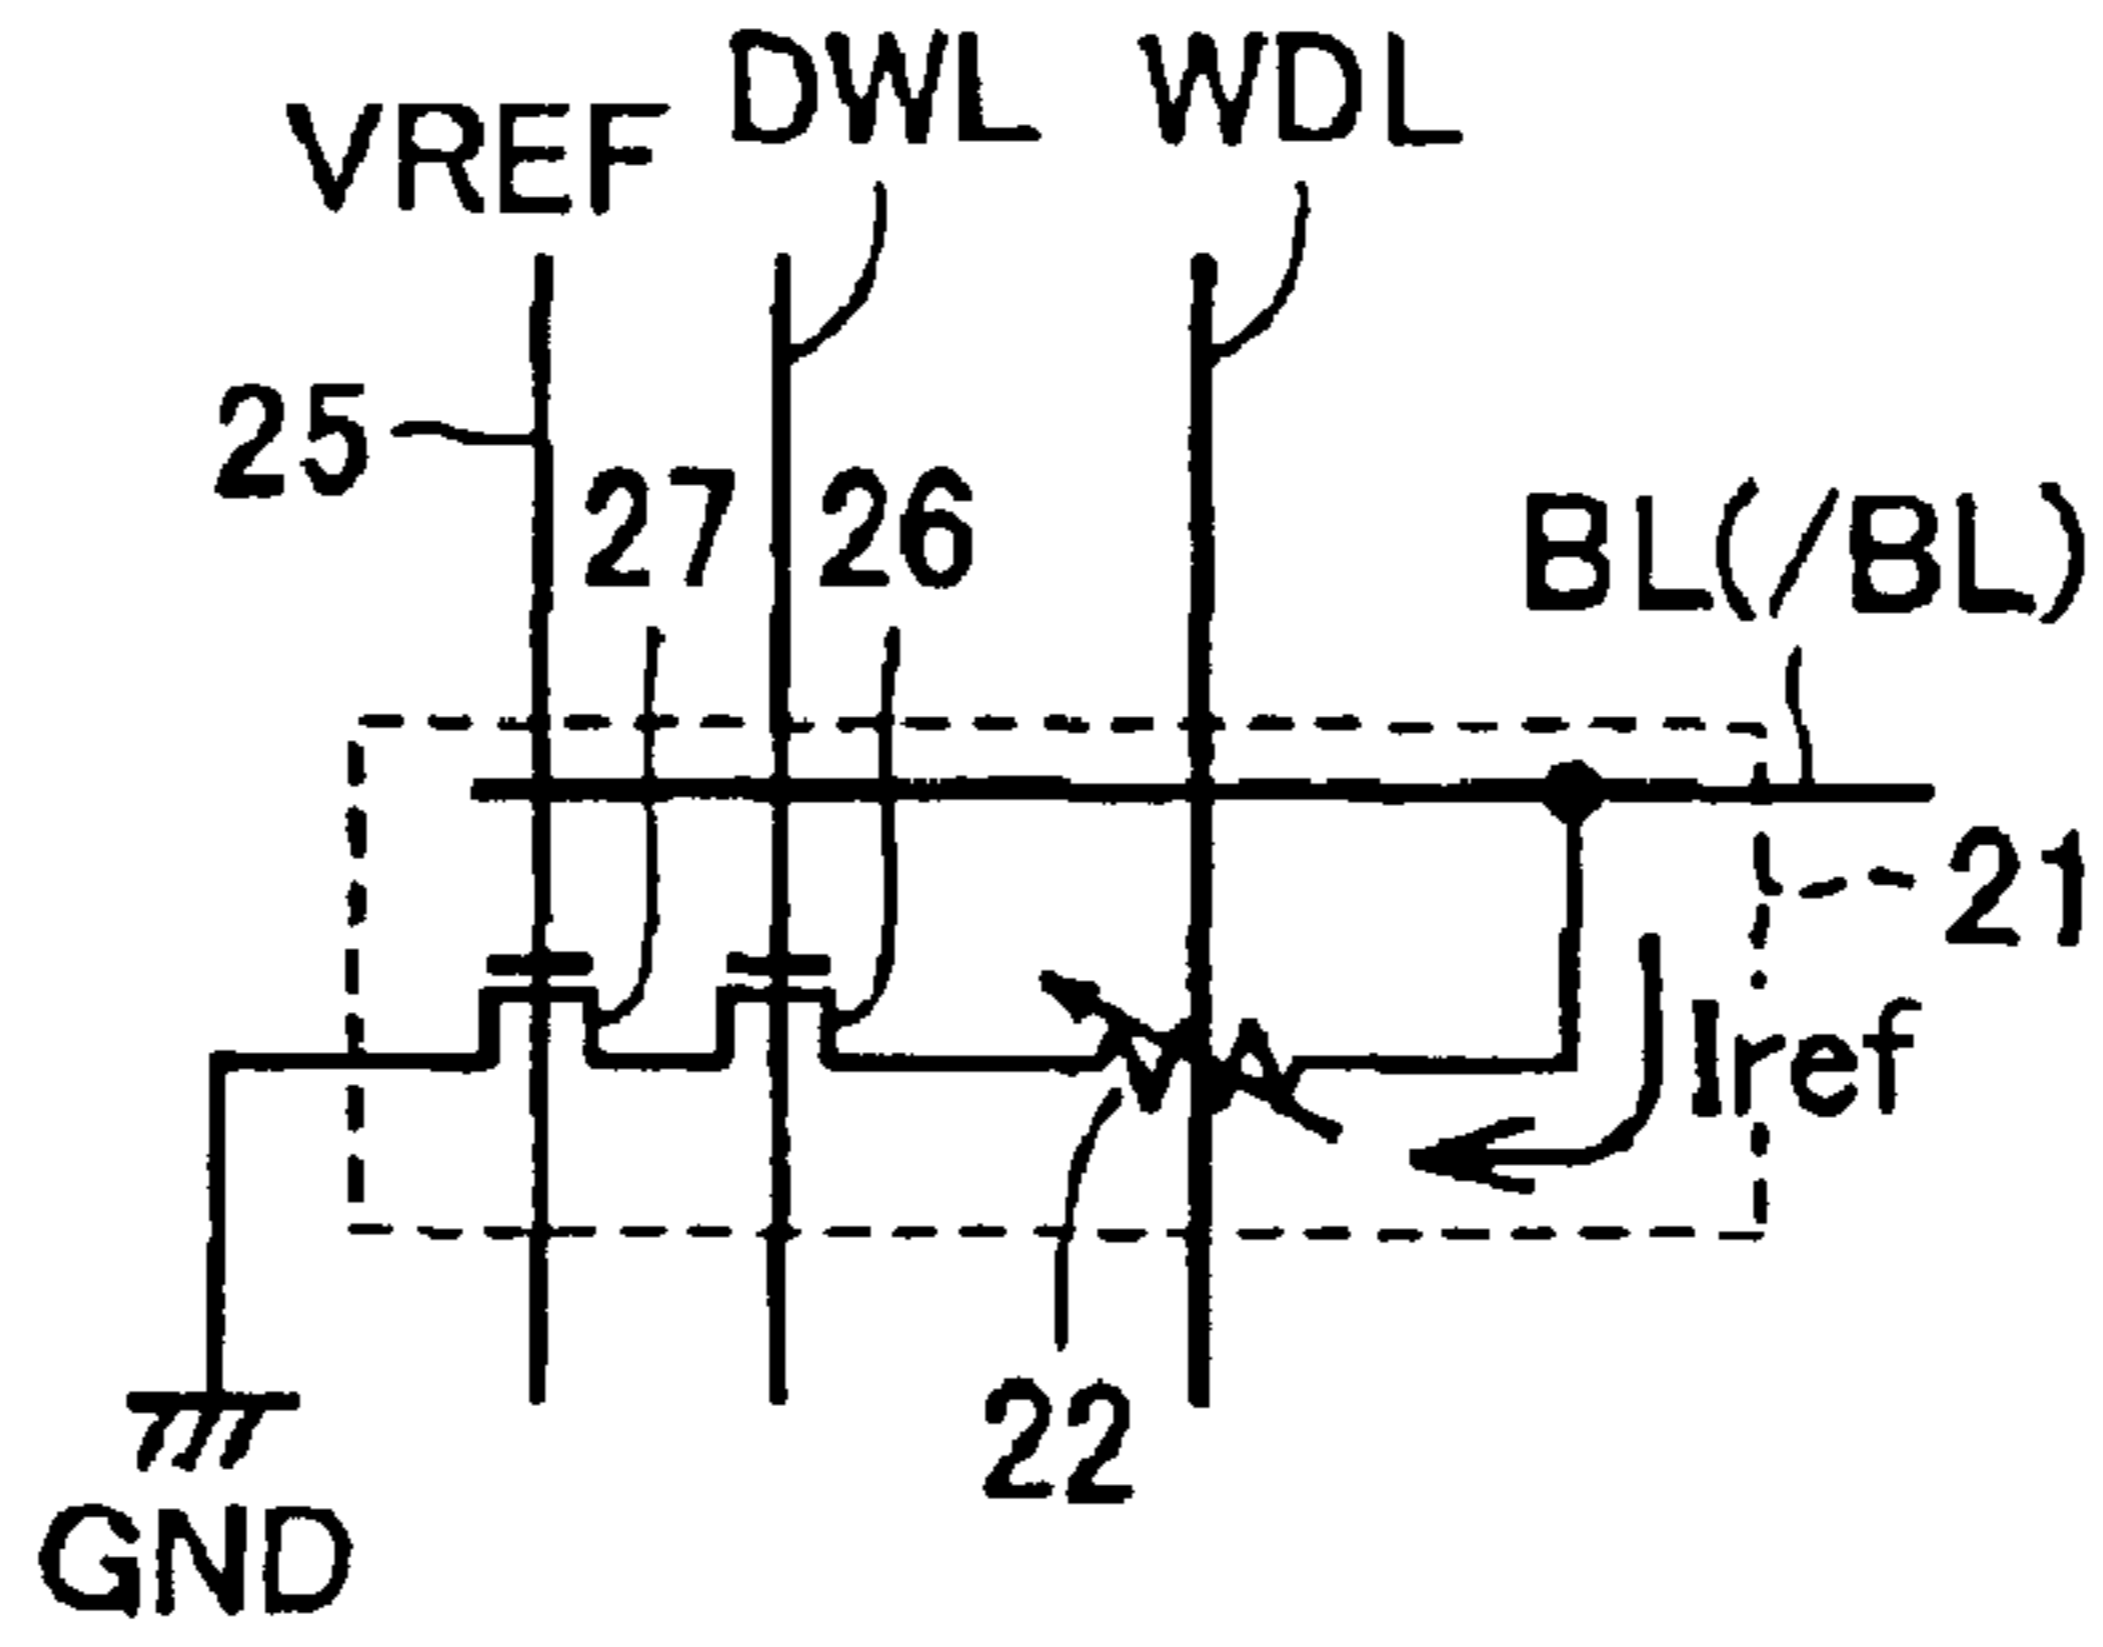 DWL WDL
VREF
25
27 26
BL(/BL)
21
Iref
22
GND